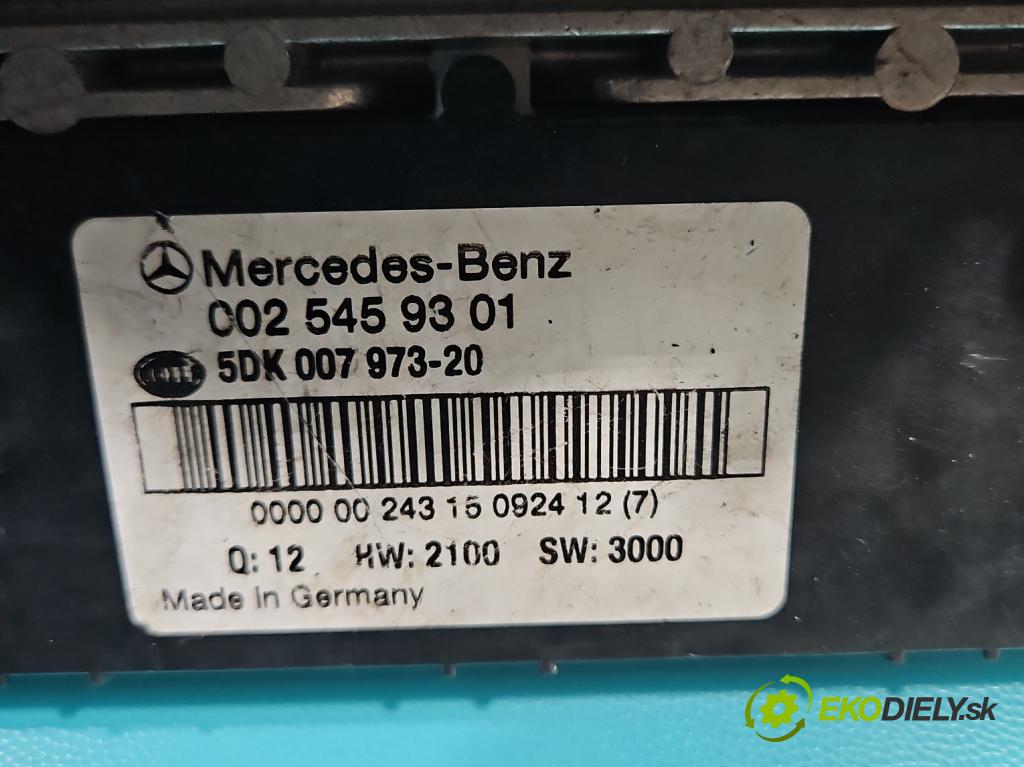 Mercedes-Benz
002 545 93 01
5DK 007 973-20
0000 00 243 15 0924 12 (7)
Q: 12 HW: 2100 SW: 3000
Made In Germany
EKODIELY.sk